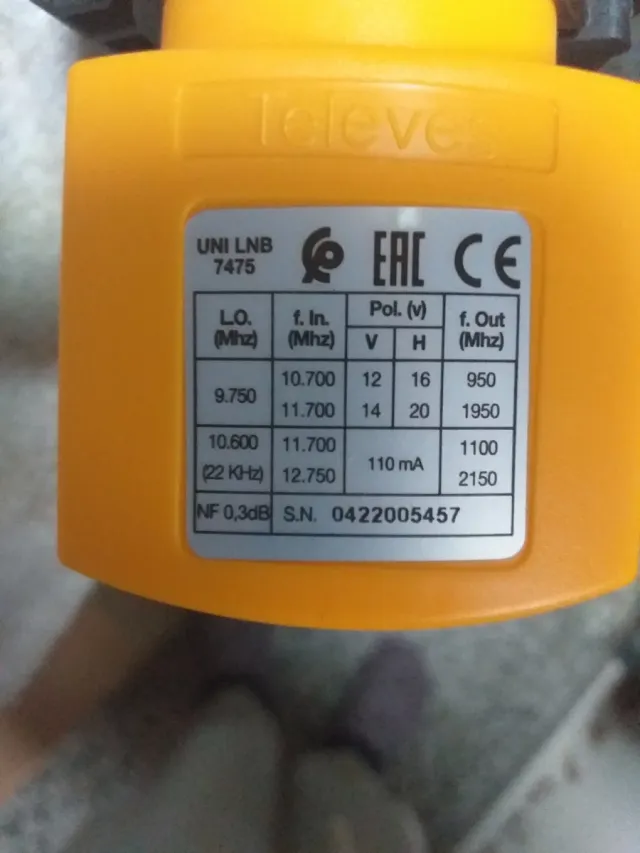 Televes
UNI LNB
7475
EAC CE
L.O.
(Mhz)
f. In.
(Mhz)
Pol. (v)
V H
f. Out
(Mhz)
9.750
10.700
11.700
12
14
16
20
950
1950
10.600
(22 KHz)
11.700
12.750
110 mA
1100
2150
NF 0,3dB S.N. 0422005457